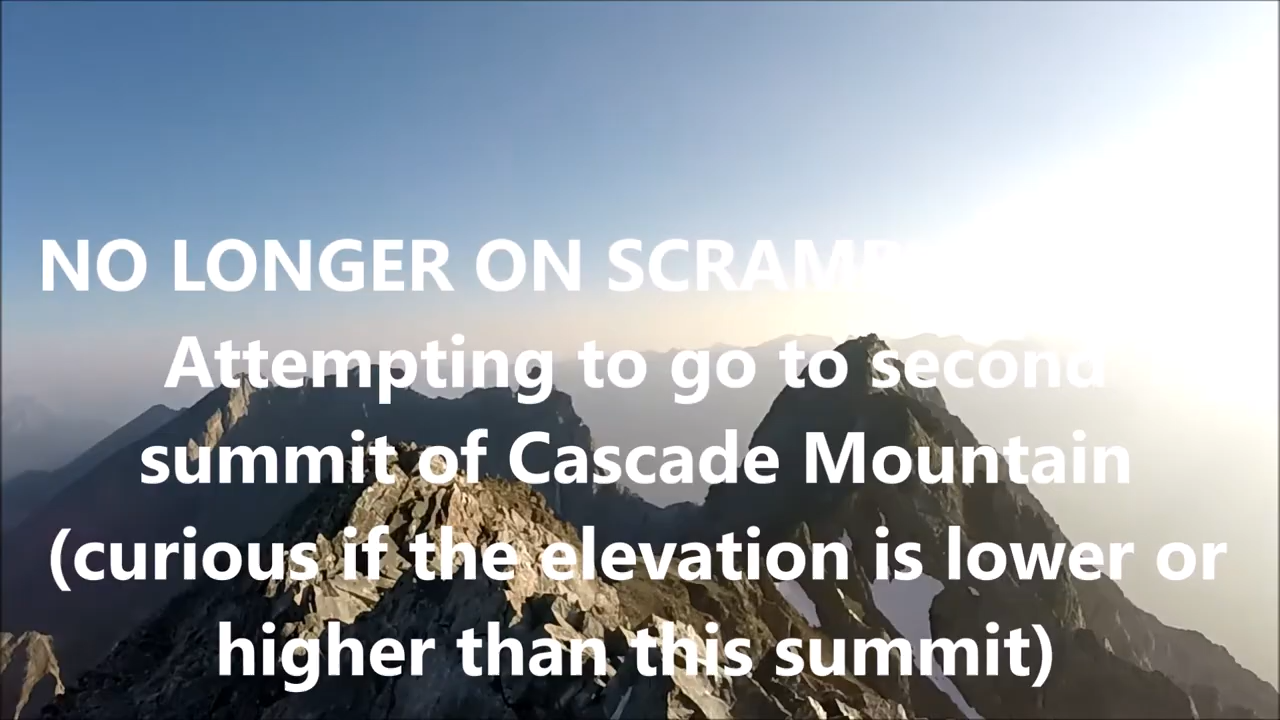 NO LONGER ON
Attempting to go to second
summit of Cascade Mountain
(curious if the elevation is lower or
higher than this summit)